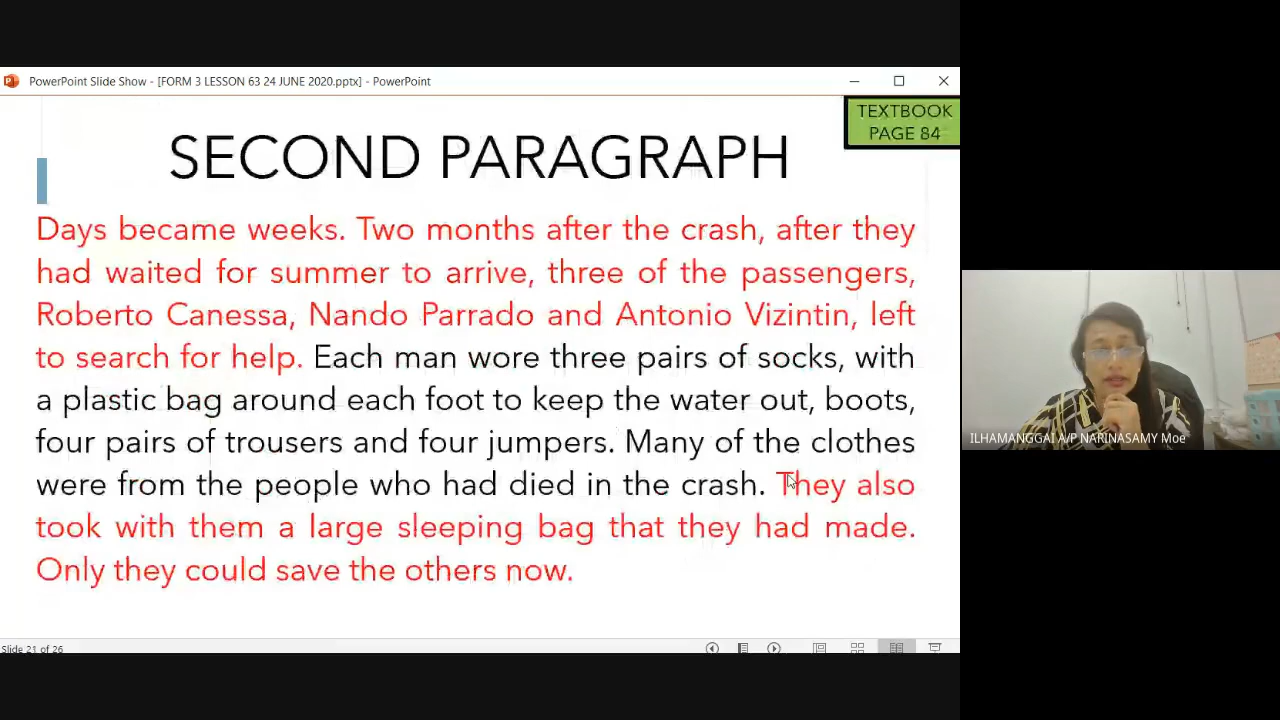 PowerPoint Slide Show - [FORM 3 LESSON 63 24 JUNE 2020.pptx] - PowerPoint
TEXTBOOK
PAGE 84
SECOND PARAGRAPH
Days became weeks. Two months after the crash, after they
had waited for summer to arrive, three of the passengers,
Roberto Canessa, Nando Parrado and Antonio Vizintin, left
to search for help. Each man wore three pairs of socks, with
a plastic bag around each foot to keep the water out, boots,
four pairs of trousers and four jumpers. Many of the clothes
were from the people who had died in the crash. They also
took with them a large sleeping bag that they had made.
Only they could save the others now.
Slide 21 of 26
ILHAMANGGAI A/P NARINASAMY Moe